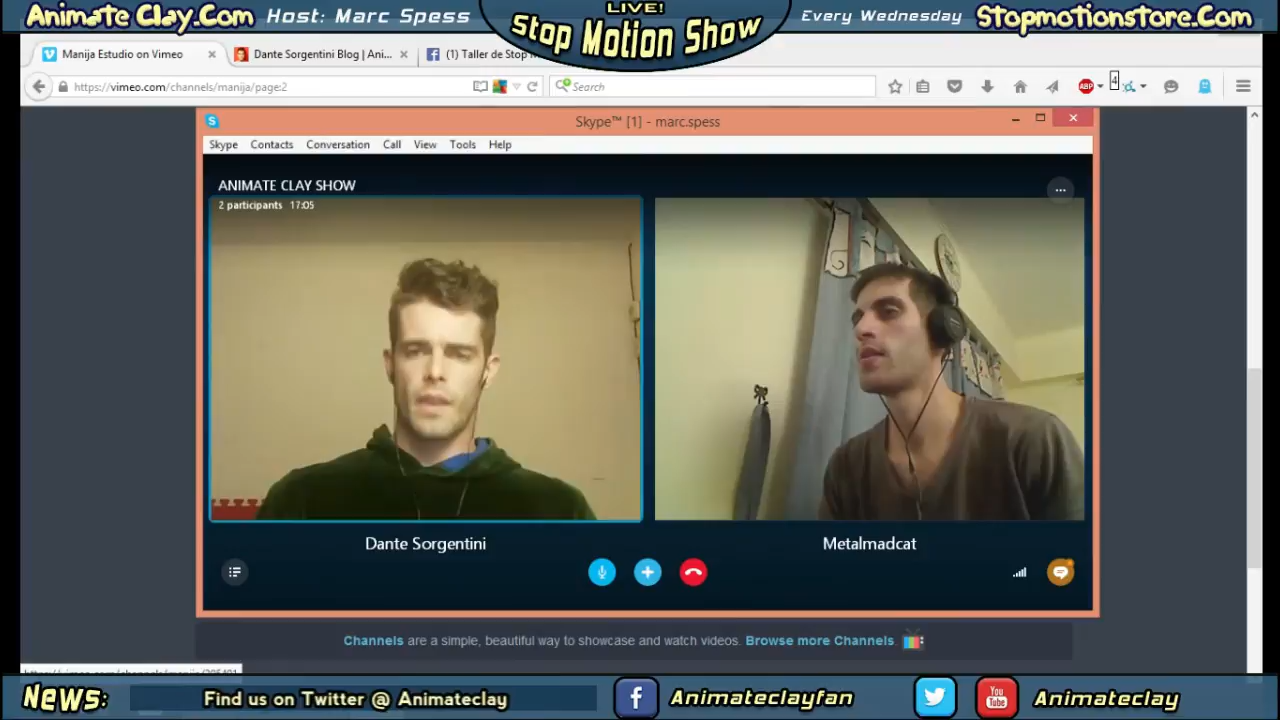 Animate Clay.Com
Host: Marc Spess
LIVE!
Stop Motion Show
Every Wednesday
Stopmotionstore.Com
Manija Estudio on Vimeo
Dante Sorgentini Blog | Ani...
(1) Taller de Stop M
https://vimeo.com/channels/manija/page:2
Search
ABP
4
Skype™ [1] - marc.spess
Skype Contacts Conversation Call View Tools Help
ANIMATE CLAY SHOW
2 participants 17:05
Dante Sorgentini
Metalmadcat
Channels are a simple, beautiful way to showcase and watch videos. Browse more Channels.
News:
Find us on Twitter @ Animateclay
Animateclayfan
You
Tube
Animateclay